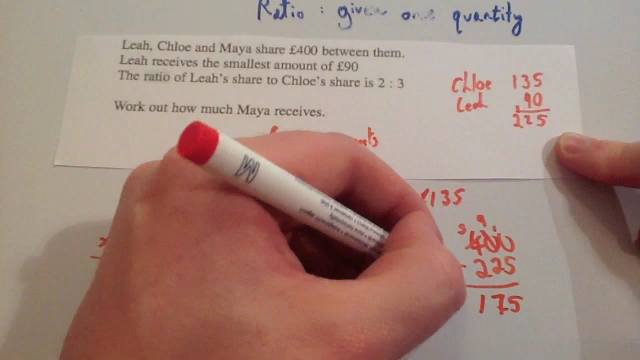 Ratio : given one quantity
Leah, Chloe and Maya share £400 between them.
Leah receives the smallest amount of £90
The ratio of Leah's share to Chloe's share is 2 : 3
Work out how much Maya receives.
Chloe 135
Leah 90
225
135
400
- 225
175